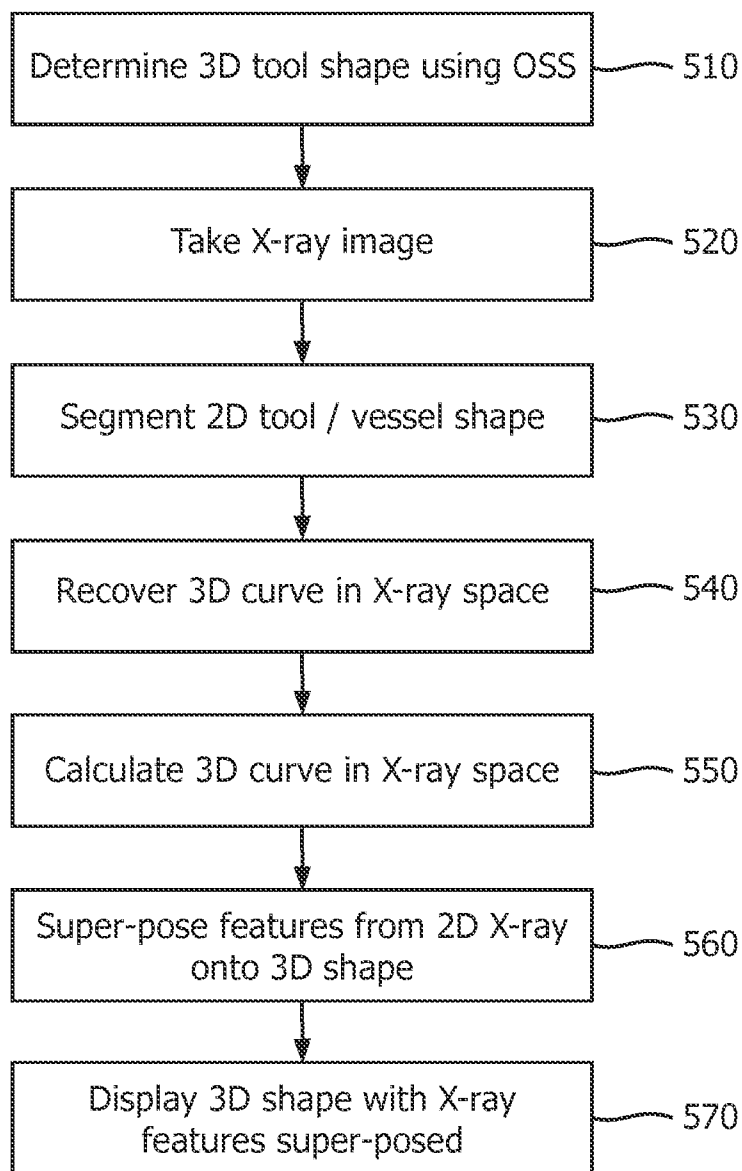 Determine 3D tool shape using OSS
510
Take X-ray image
520
Segment 2D tool / vessel shape
530
Recover 3D curve in X-ray space
540
Calculate 3D curve in X-ray space
550
Super-pose features from 2D X-ray
onto 3D shape
560
Display 3D shape with X-ray
features super-posed
570